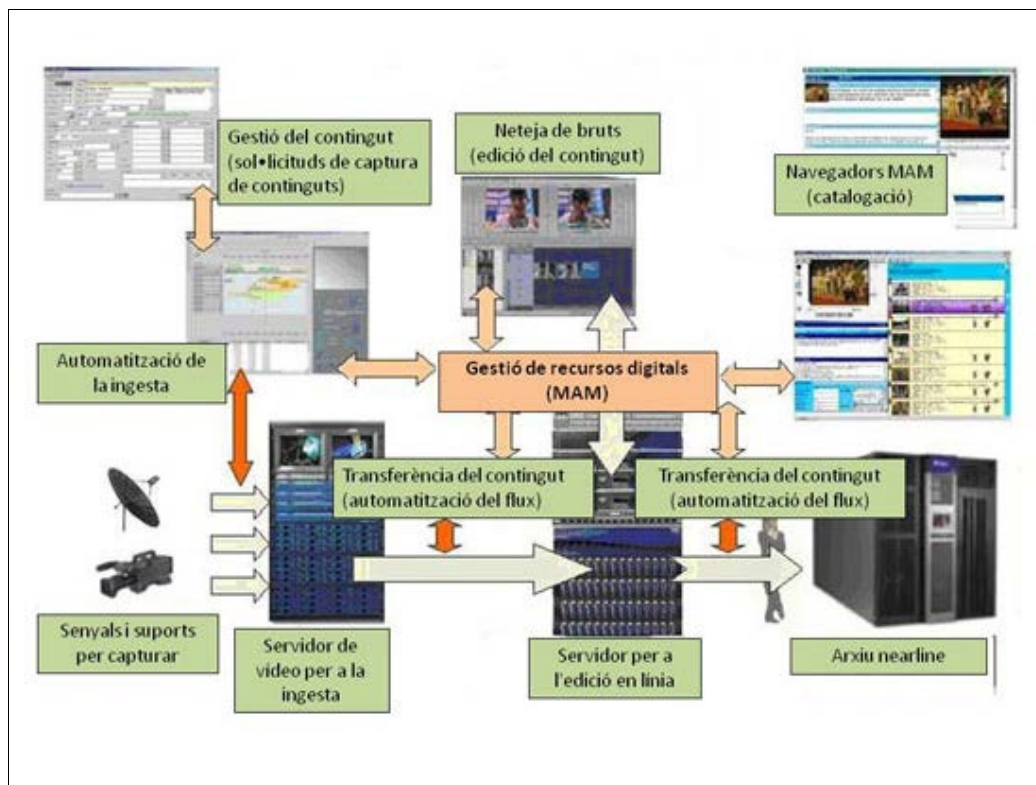 Gestió del contingut
(sol•licituds de captura
de continguts)
Neteja de bruts
(edició del contingut)
Navegadors MAM
(catalogació)
Automatització de
la ingesta
Gestió de recursos digitals
(MAM)
Transferència del contingut
(automatització del flux)
Transferència del contingut
(automatització del flux)
Senyals i suports
per capturar
Servidor de
vídeo per a la
ingesta
Servidor per a
l'edició en línia
Arxiu nearline